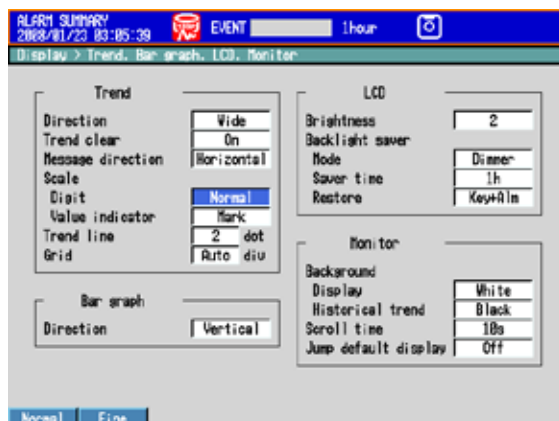 ALARM SUMMARY
2008/01/23 03:05:39
EVENT
1hour
Display > Trend, Bar graph, LCD, Monitor
Trend
Direction Wide
Trend clear On
Message direction Horizontal
Scale
Digit Normal
Value indicator Mark
Trend line 2 dot
Grid Auto div
Bar graph
Direction Vertical
LCD
Brightness 2
Backlight saver
Mode Dimmer
Saver time 1h
Restore Key+Alm
Monitor
Background
Display White
Historical trend Black
Scroll time 10s
Jump default display Off
Normal Fine